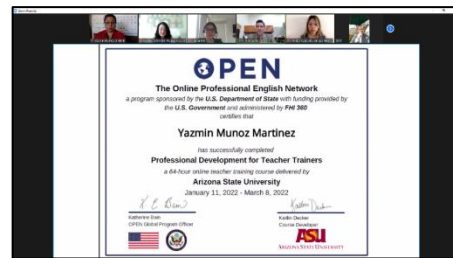 OPEN
The Online Professional English Network
a program sponsored by the U.S. Department of State with funding provided by
the U.S. Government and administered by FHI 360
certifies that
Yazmin Munoz Martinez
has successfully completed
Professional Development for Teacher Trainers
a 64-hour online teacher training course delivered by
Arizona State University
January 11, 2022 - March 8, 2022
Katherine Bain
OPEN Global Program Officer
Course Developer
ASU
ARIZONA STATE UNIVERSITY